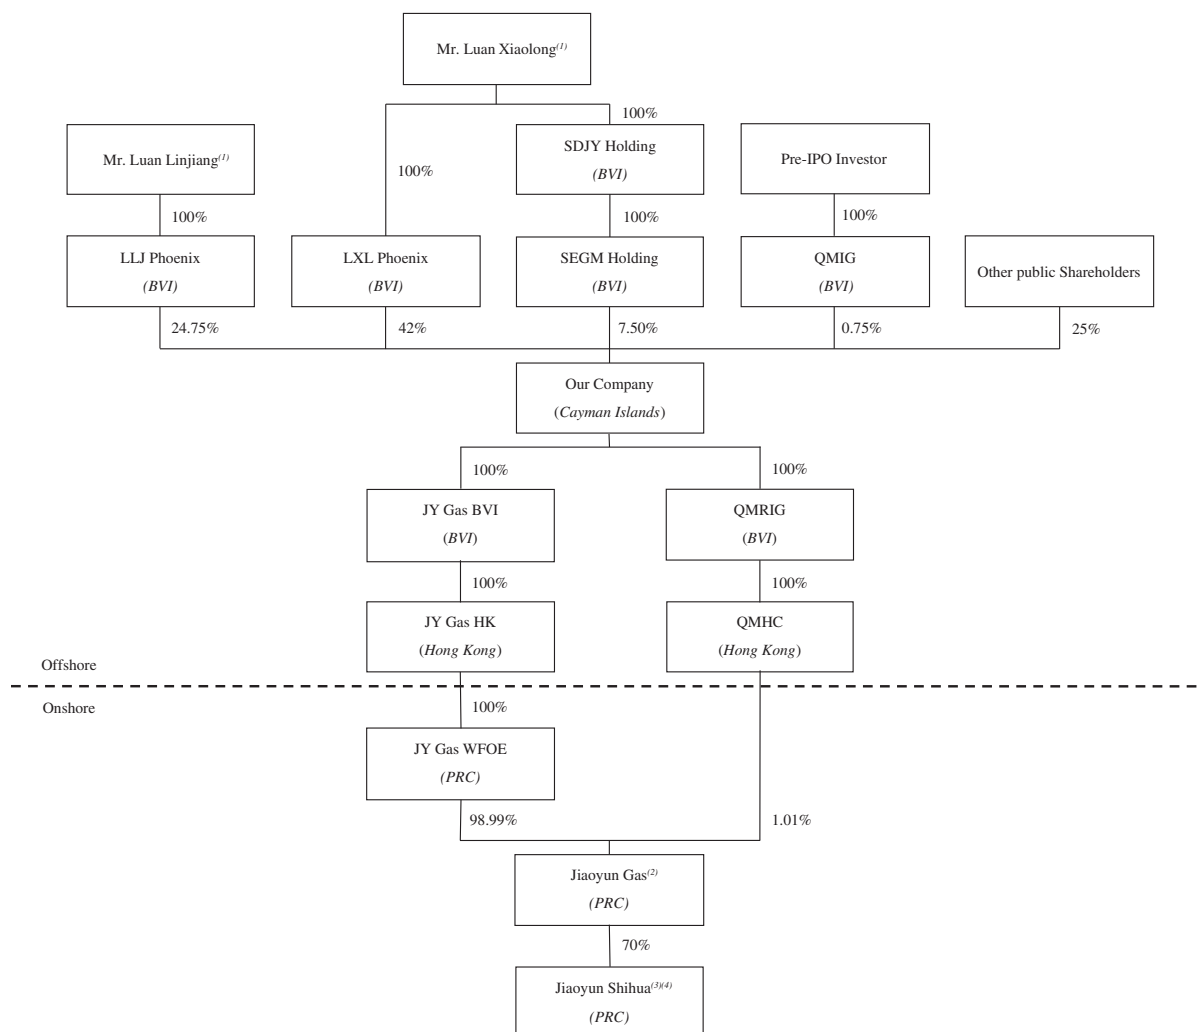 Mr. Luan Xiaolong(1)
100%
Mr. Luan Linjiang(1)
100%
SDJY Holding
(BVI)
Pre-IPO Investor
100%
100%
100%
LLJ Phoenix
(BVI)
LXL Phoenix
(BVI)
SEGM Holding
(BVI)
QMIG
(BVI)
Other public Shareholders
24.75%
42%
7.50%
0.75%
25%
Our Company
(Cayman Islands)
100%
100%
JY Gas BVI
(BVI)
QMRIG
(BVI)
100%
100%
JY Gas HK
(Hong Kong)
QMHC
(Hong Kong)
Offshore
Onshore
100%
JY Gas WFOE
(PRC)
98.99%
1.01%
Jiaoyun Gas(2)
(PRC)
70%
Jiaoyun Shihua(3)(4)
(PRC)